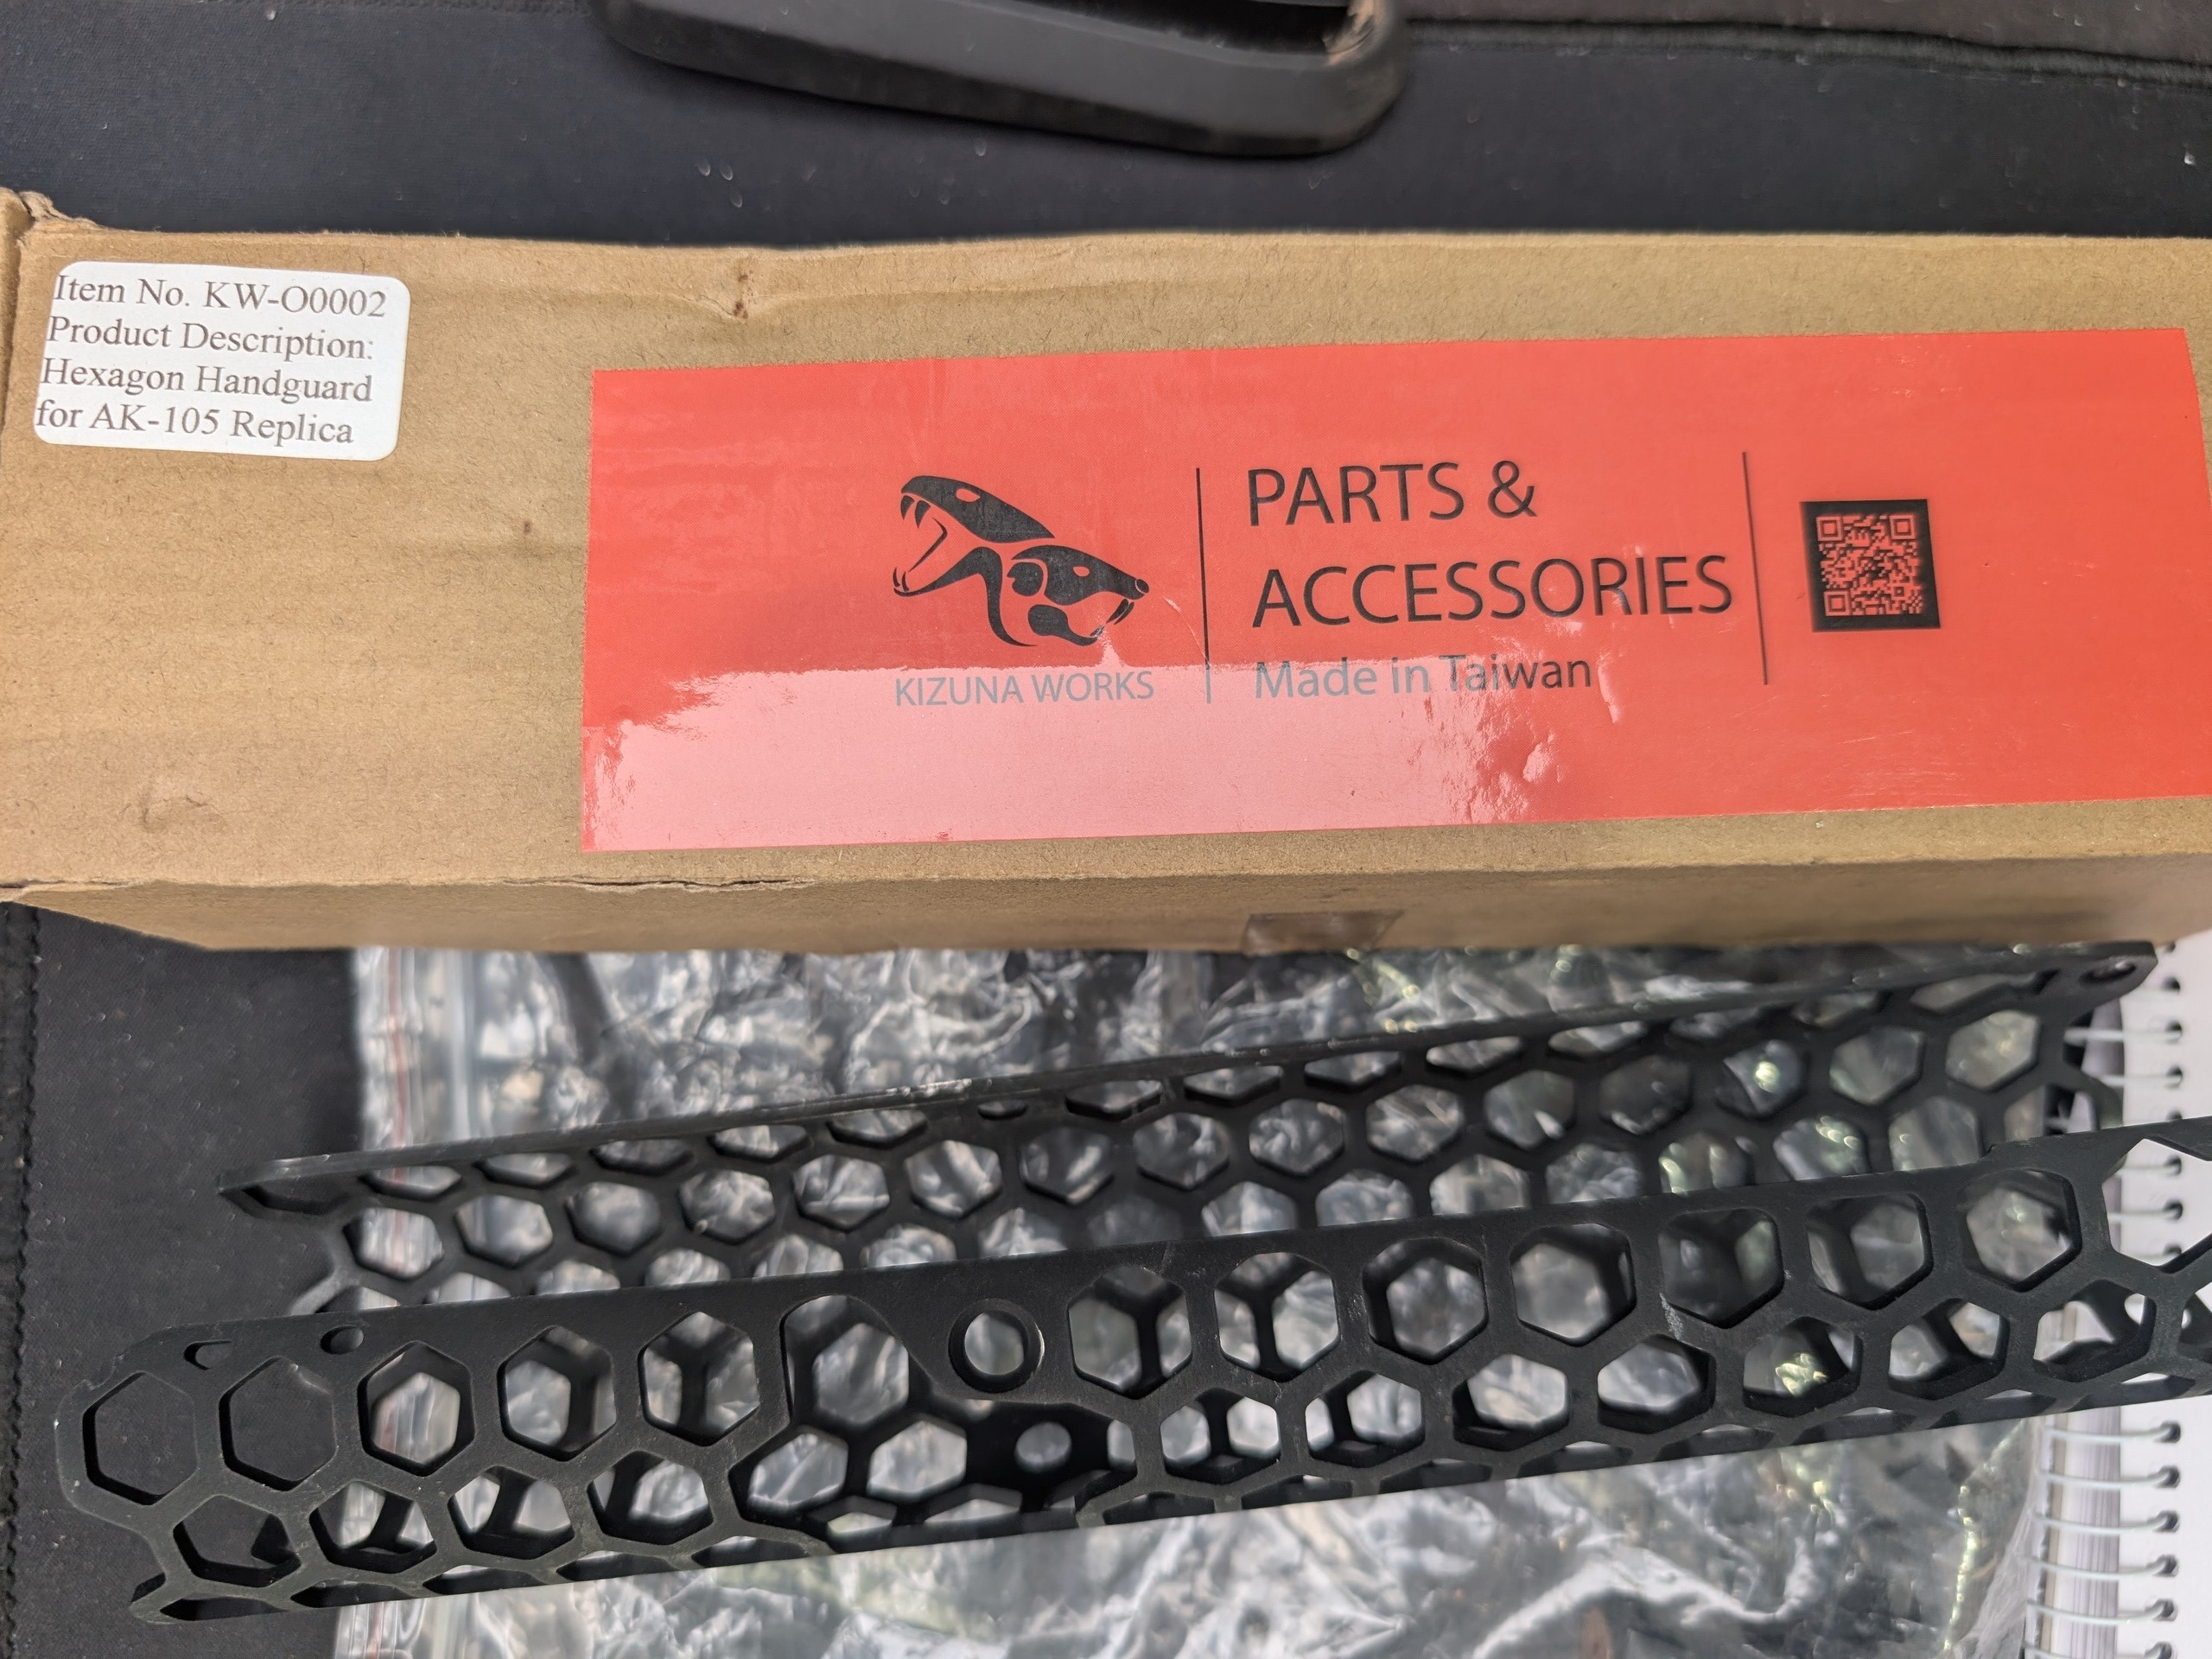 Item No. KW-O0002
Product Description:
Hexagon Handguard
for AK-105 Replica
KIZUNA WORKS
PARTS &
ACCESSORIES
Made in Taiwan